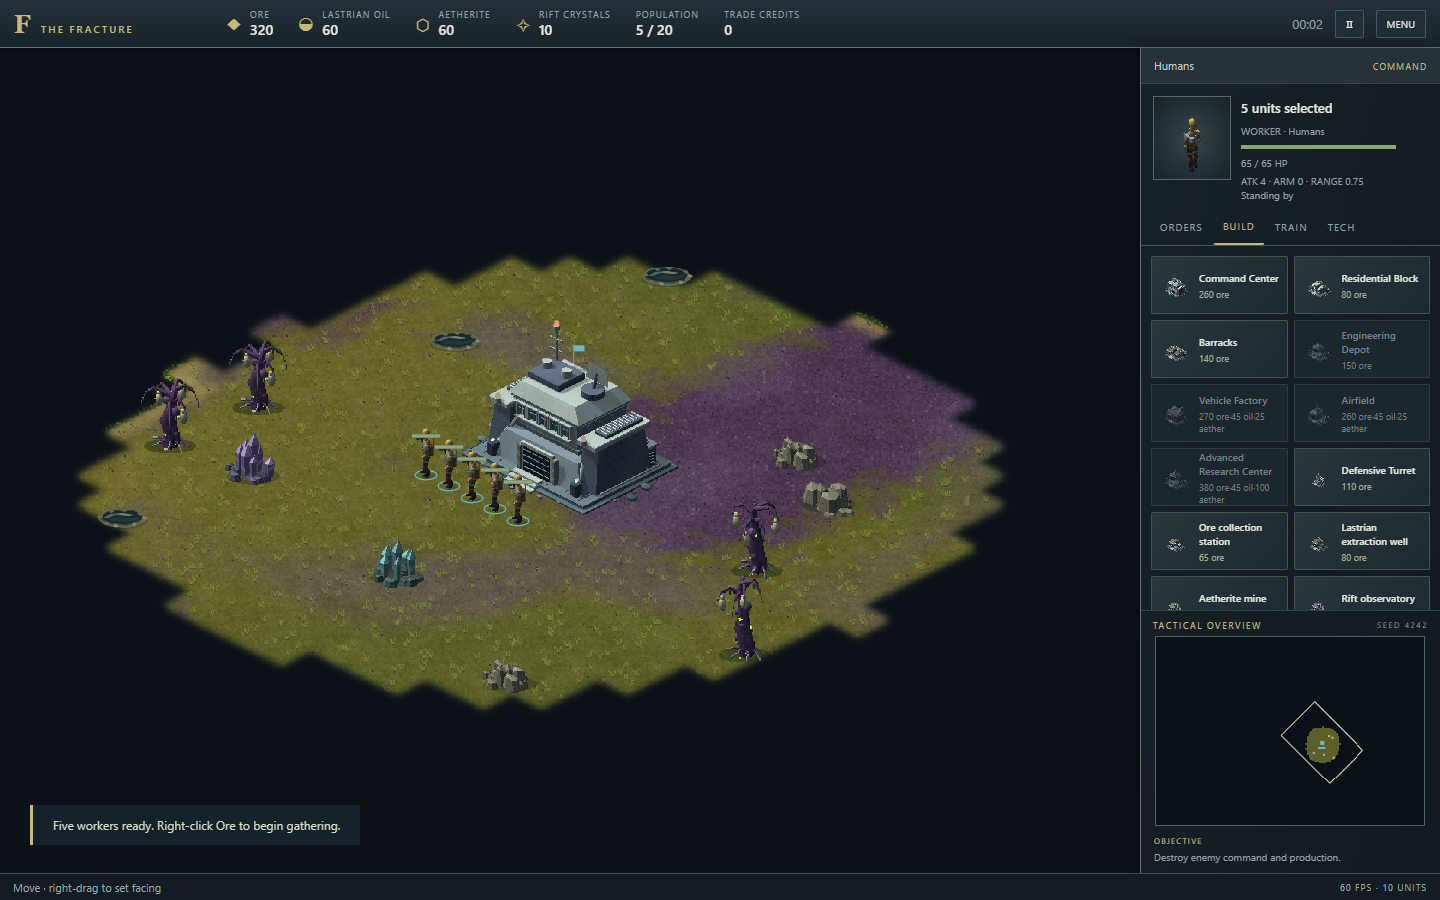 F THE FRACTURE
ORE
320
LASTRIAN OIL
60
AETHERITE
60
RIFT CRYSTALS
10
POPULATION
5 / 20
TRADE CREDITS
0
00:02
II
MENU
Humans
COMMAND
5 units selected
WORKER · Humans
65 / 65 HP
ATK 4 · ARM 0 · RANGE 0.75
Standing by
ORDERS BUILD TRAIN TECH
Command Center
260 ore
Residential Block
80 ore
Barracks
140 ore
Engineering
Depot
150 ore
Vehicle Factory
270 ore·45 oil·25
aether
Airfield
260 ore·45 oil·25
aether
Advanced
Research Center
380 ore·45 oil·100
aether
Defensive Turret
110 ore
Ore collection
station
65 ore
Lastrian
extraction well
80 ore
Aetherite mine
Rift observatory
TACTICAL OVERVIEW
SEED 4242
OBJECTIVE
Destroy enemy command and production.
Five workers ready. Right-click Ore to begin gathering.
Move · right-drag to set facing
60 FPS · 10 UNITS